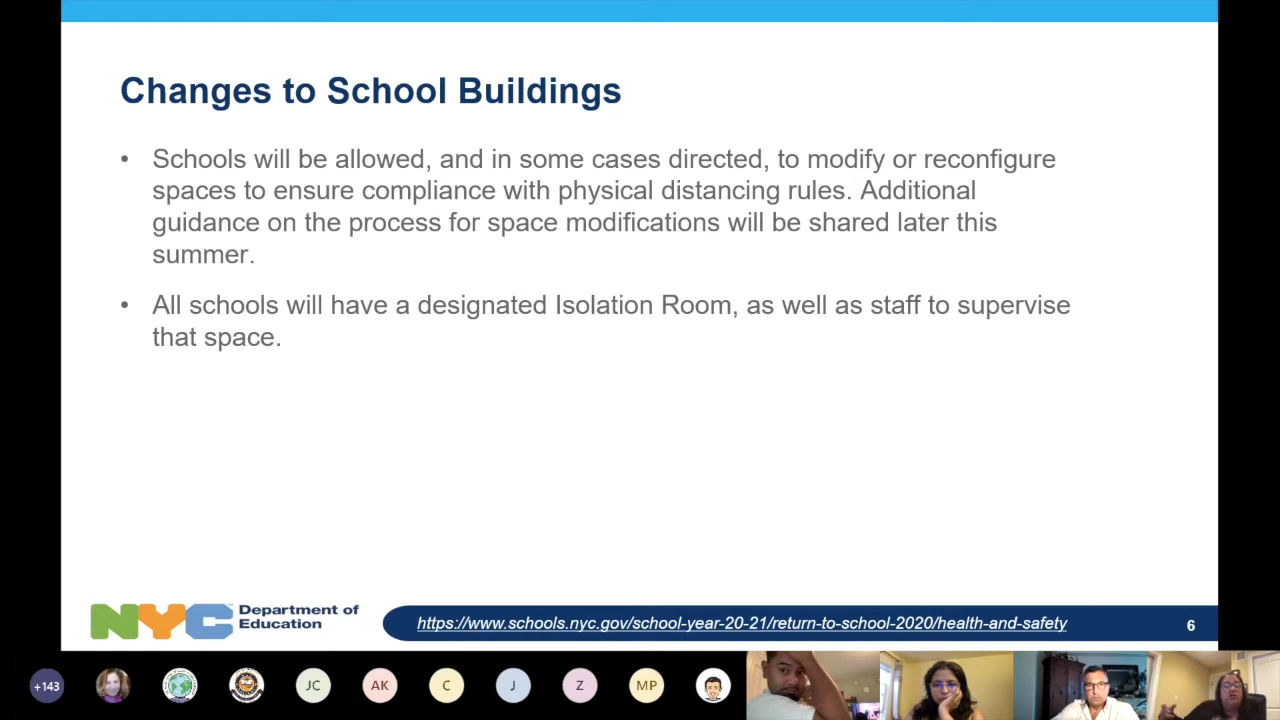 Changes to School Buildings
• Schools will be allowed, and in some cases directed, to modify or reconfigure
spaces to ensure compliance with physical distancing rules. Additional
guidance on the process for space modifications will be shared later this
summer.
• All schools will have a designated Isolation Room, as well as staff to supervise
that space.
NYC Department of
Education
https://www.schools.nyc.gov/school-year-20-21/return-to-school-2020/health-and-safety
6
+143
JC
AK
C
J
Z
MP